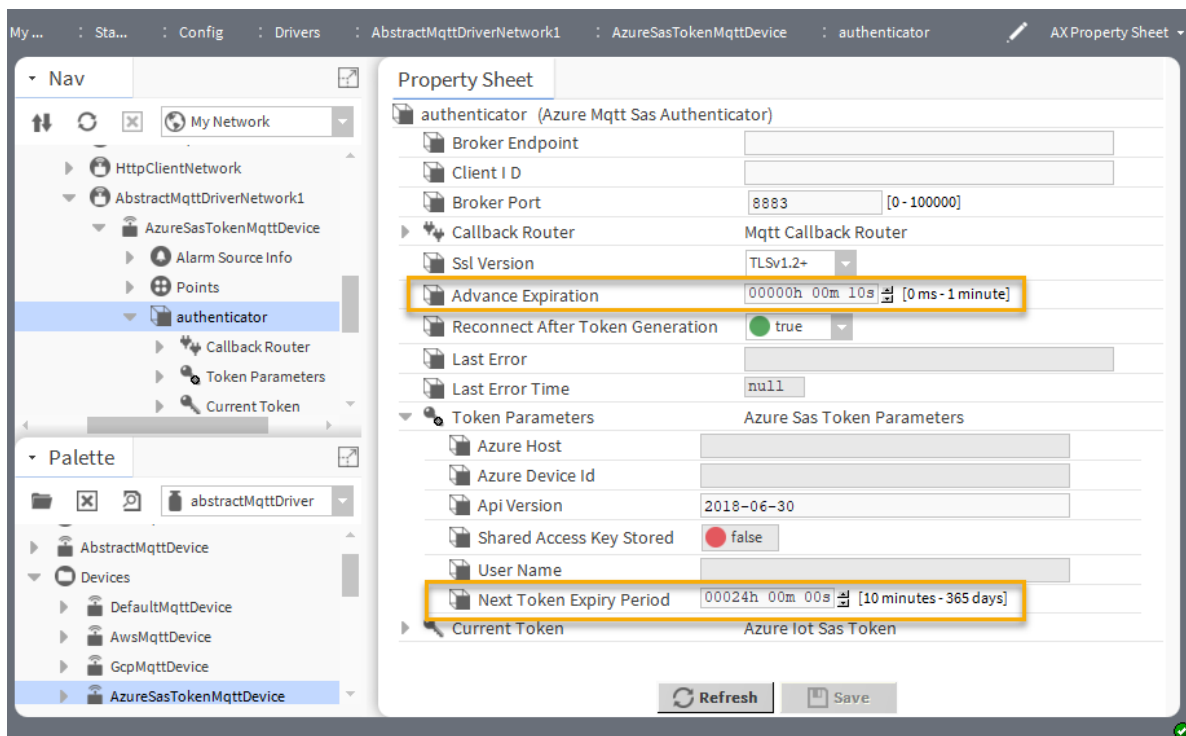 My ... : Sta... : Config : Drivers : AbstractMqttDriverNetwork1 : AzureSasTokenMqttDevice : authenticator AX Property Sheet
Nav
My Network
HttpClientNetwork
AbstractMqttDriverNetwork1
AzureSasTokenMqttDevice
Alarm Source Info
Points
authenticator
Callback Router
Token Parameters
Current Token
Palette
abstractMqttDriver
AbstractMqttDevice
Devices
DefaultMqttDevice
AwsMqttDevice
GcpMqttDevice
AzureSasTokenMqttDevice
Property Sheet
authenticator (Azure Mqtt Sas Authenticator)
Broker Endpoint
Client I D
Broker Port 8883 [0 - 100000]
Callback Router Mqtt Callback Router
Ssl Version TLSv1.2+
Advance Expiration 00000h 00m 10s [0 ms - 1 minute]
Reconnect After Token Generation true
Last Error
Last Error Time null
Token Parameters Azure Sas Token Parameters
Azure Host
Azure Device Id
Api Version 2018-06-30
Shared Access Key Stored false
User Name
Next Token Expiry Period 00024h 00m 00s [10 minutes - 365 days]
Current Token Azure Iot Sas Token
Refresh Save